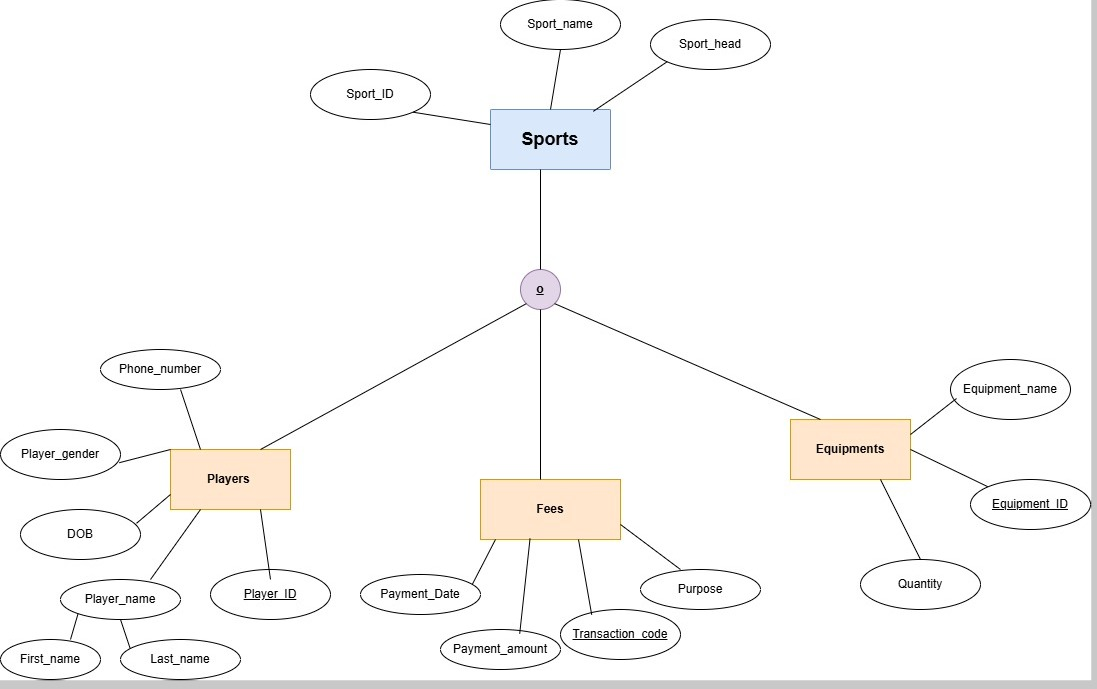 Sport_name
Sport_head
Sport_ID
Sports
o
Phone_number
Equipment_name
Player_gender
Equipments
Players
Equipment_ID
Fees
DOB
Quantity
Purpose
Player_ID
Payment_Date
Player_name
Transaction_code
Payment_amount
First_name
Last_name